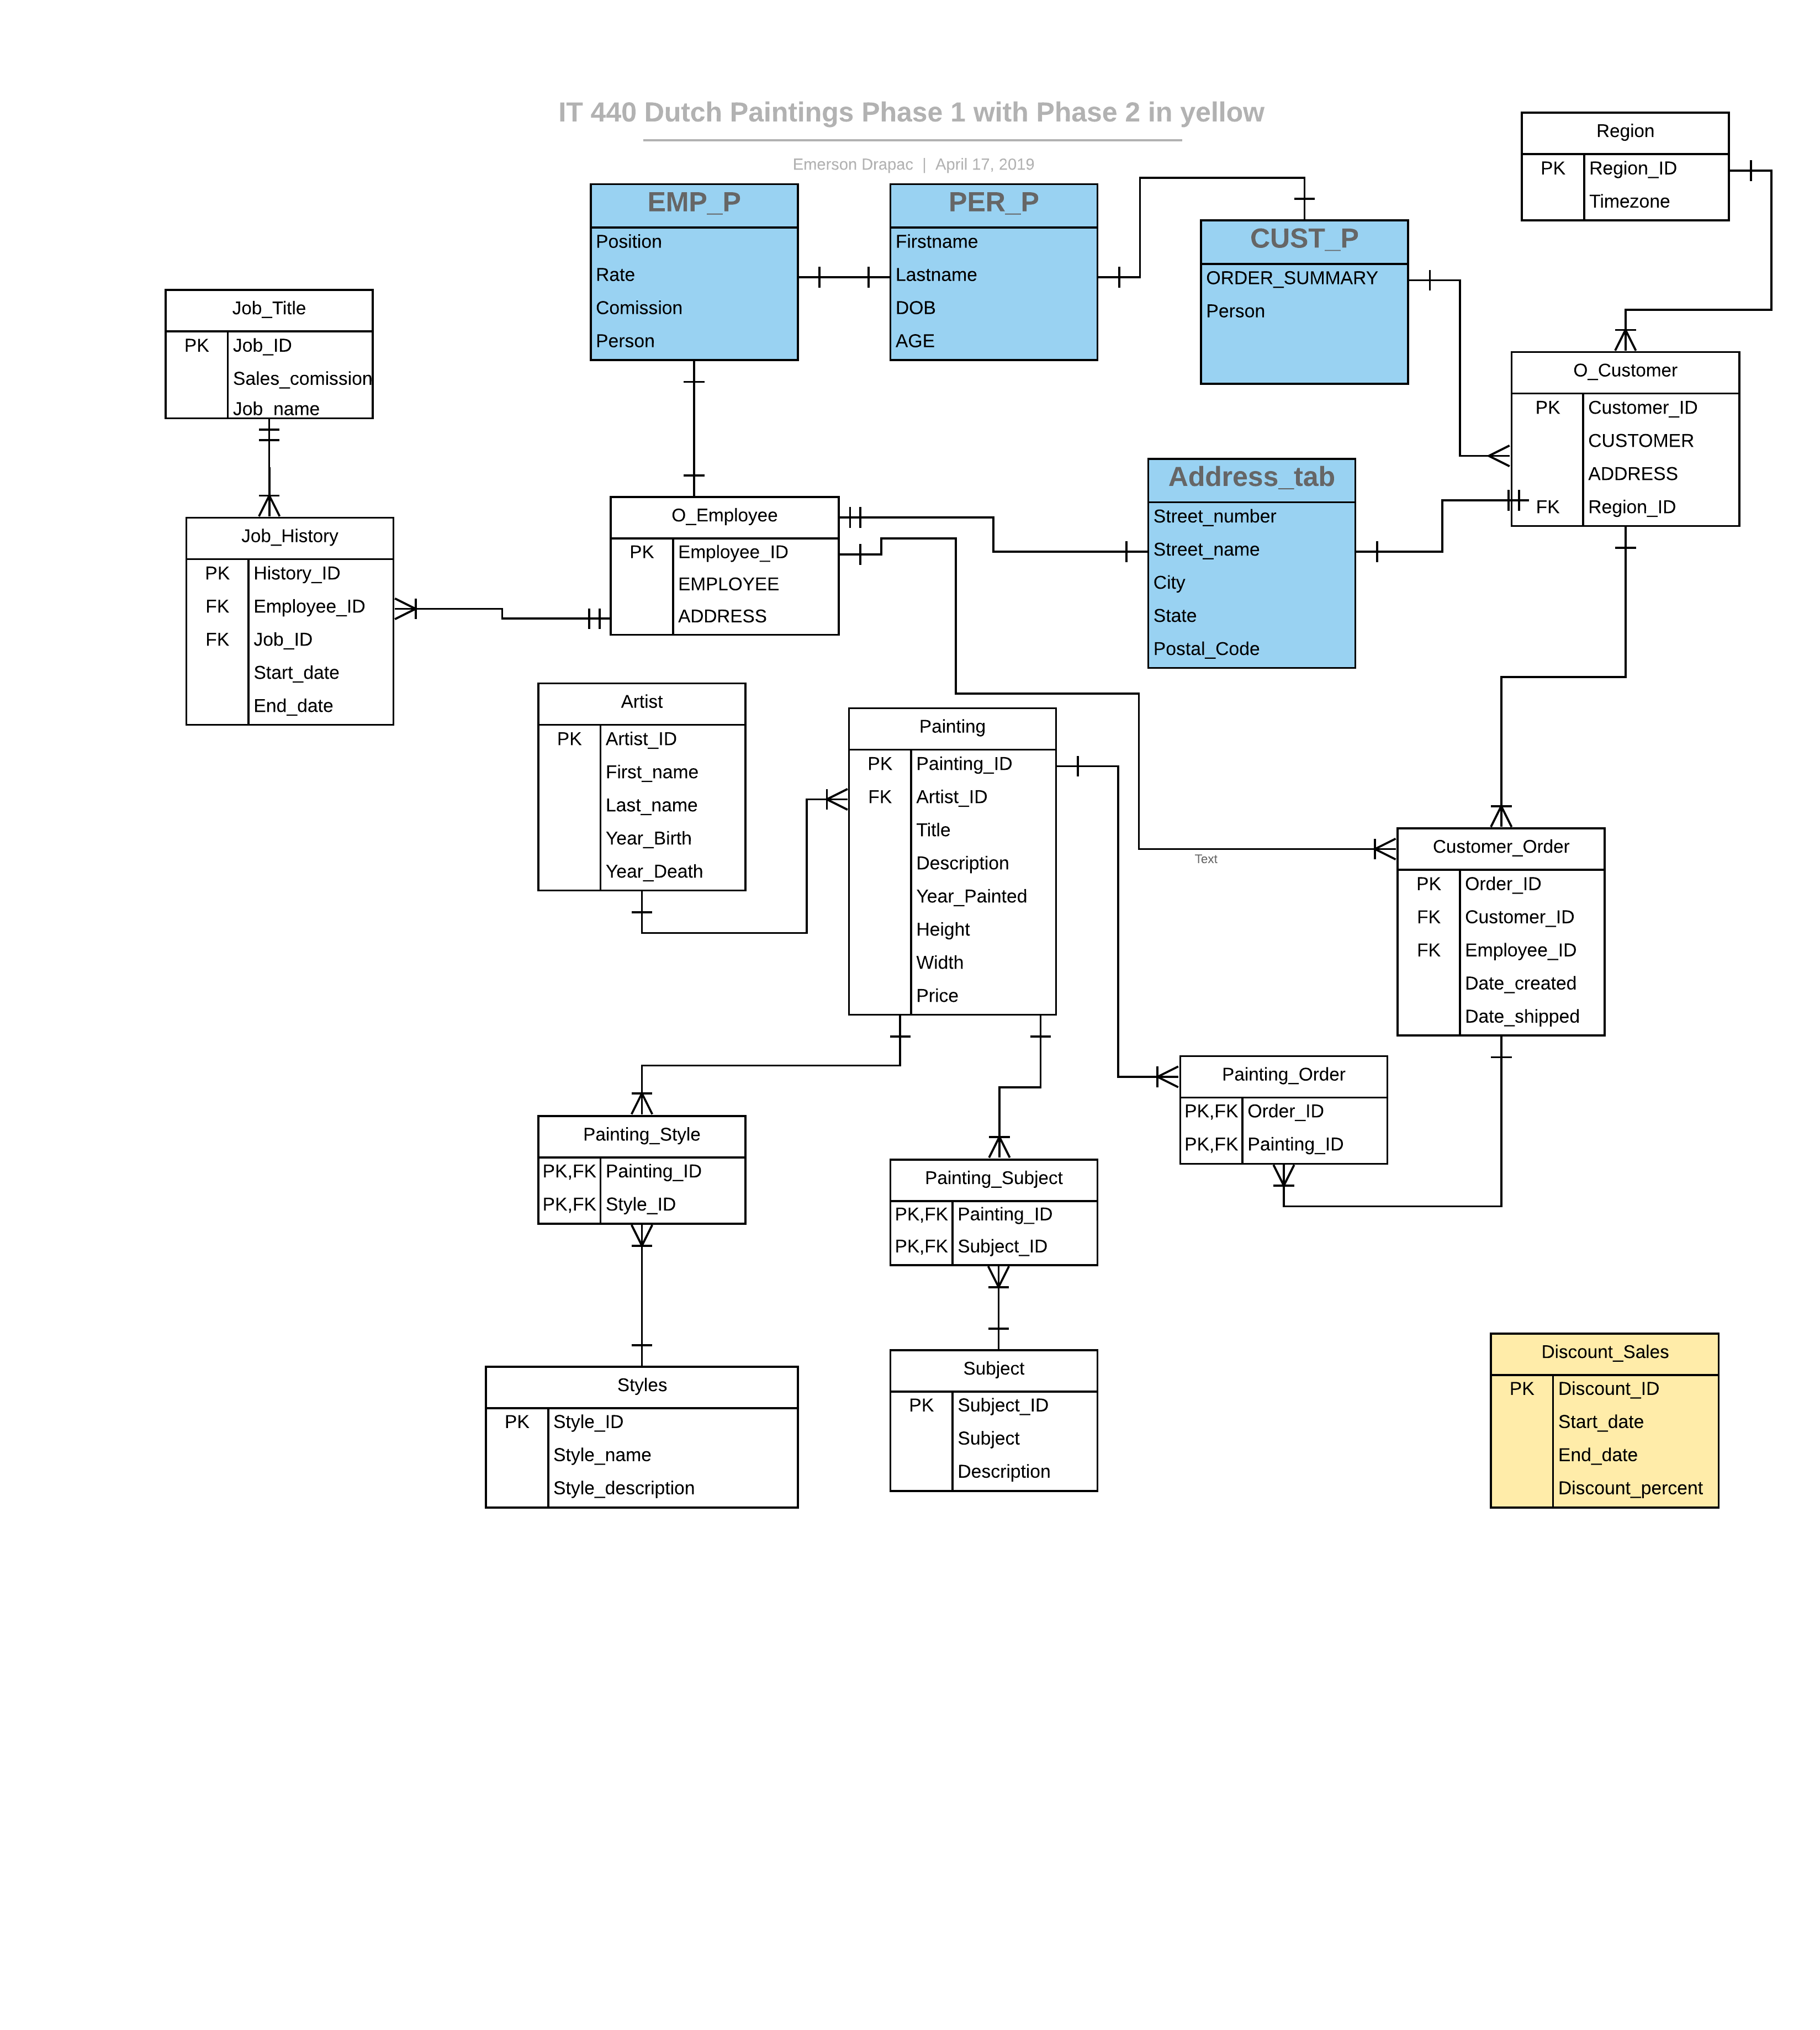 IT 440 Dutch Paintings Phase 1 with Phase 2 in yellow
Emerson Drapac | April 17, 2019
Region
PK Region_ID
Timezone
EMP_P
Position
Rate
Comission
Person
PER_P
Firstname
Lastname
DOB
AGE
CUST_P
ORDER_SUMMARY
Person
Job_Title
PK Job_ID
Sales_comission
Job_name
O_Customer
PK Customer_ID
CUSTOMER
ADDRESS
FK Region_ID
Address_tab
Street_number
Street_name
City
State
Postal_Code
O_Employee
PK Employee_ID
EMPLOYEE
ADDRESS
Job_History
PK History_ID
FK Employee_ID
FK Job_ID
Start_date
End_date
Artist
PK Artist_ID
First_name
Last_name
Year_Birth
Year_Death
Painting
PK Painting_ID
FK Artist_ID
Title
Description
Year_Painted
Height
Width
Price
Text
Customer_Order
PK Order_ID
FK Customer_ID
FK Employee_ID
Date_created
Date_shipped
Painting_Order
PK,FK Order_ID
PK,FK Painting_ID
Painting_Style
PK,FK Painting_ID
PK,FK Style_ID
Painting_Subject
PK,FK Painting_ID
PK,FK Subject_ID
Styles
PK Style_ID
Style_name
Style_description
Subject
PK Subject_ID
Subject
Description
Discount_Sales
PK Discount_ID
Start_date
End_date
Discount_percent